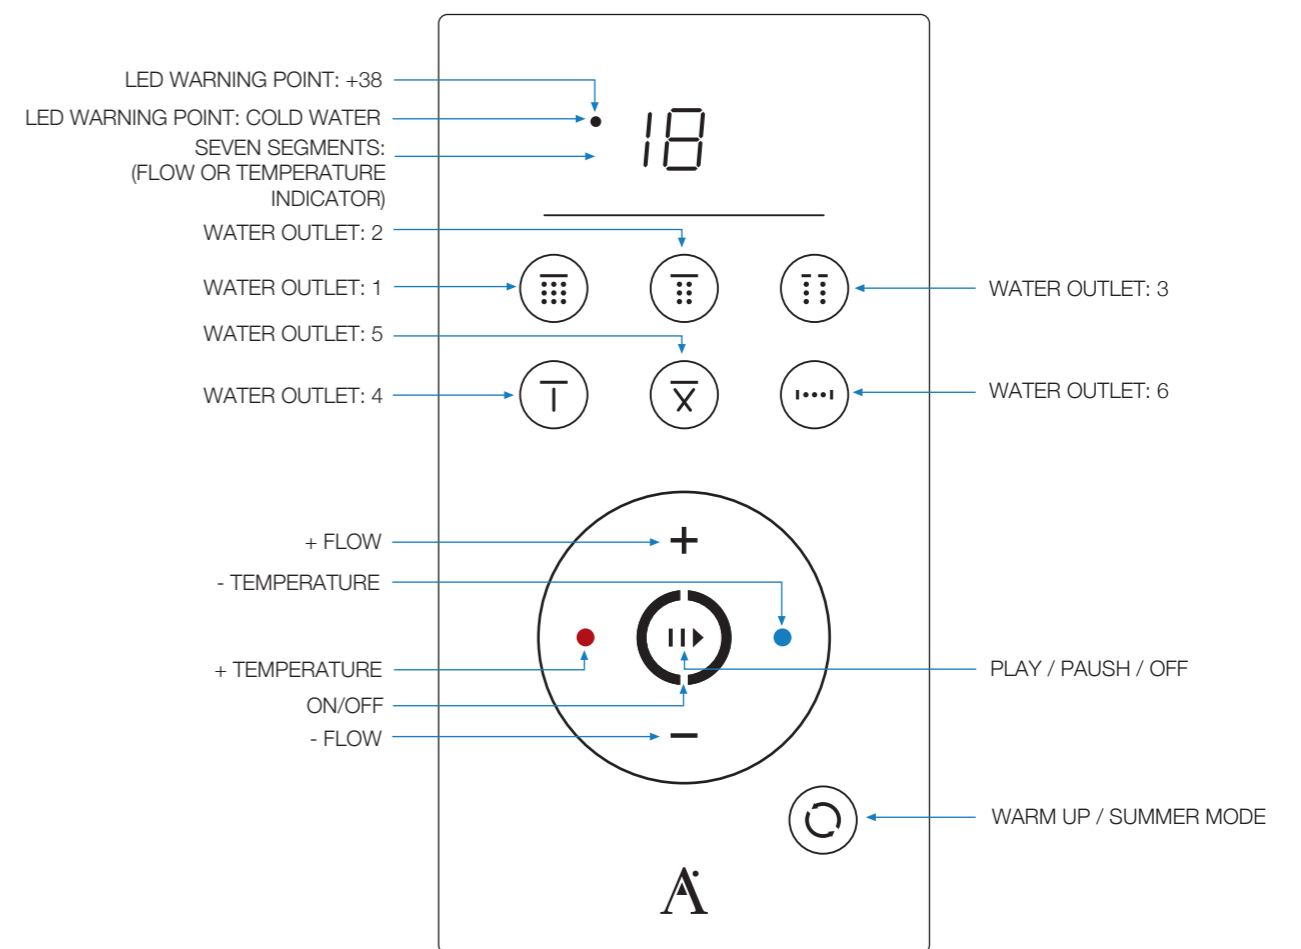 LED WARNING POINT: +38
LED WARNING POINT: COLD WATER
SEVEN SEGMENTS:
(FLOW OR TEMPERATURE
INDICATOR)
18
WATER OUTLET: 2
WATER OUTLET: 1
WATER OUTLET: 3
WATER OUTLET: 5
WATER OUTLET: 4
WATER OUTLET: 6
+ FLOW
- TEMPERATURE
+ TEMPERATURE
PLAY / PAUSH / OFF
ON/OFF
- FLOW
WARM UP / SUMMER MODE
A